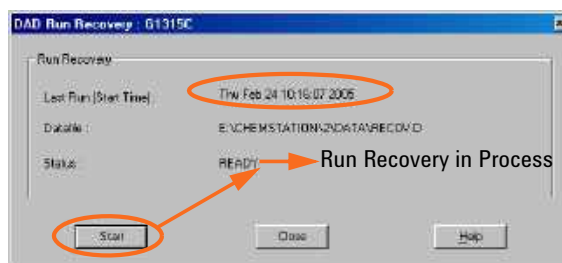 DAD Run Recovery : G1315C
Run Recovery
Last Run (Start Time) : Thu Feb 24 10:16:07 2005
Datafile : E:\CHEMSTATION\2\DATA\RECOV.D
Status : READY Run Recovery in Process
Start Close Help